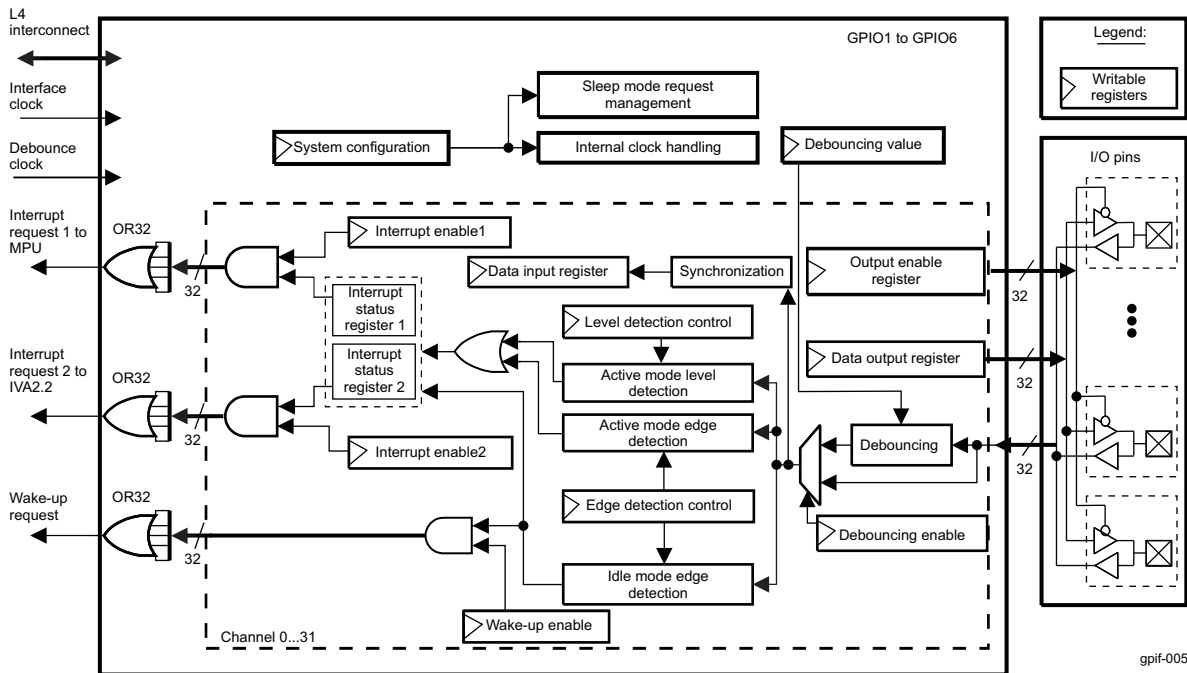 L4
interconnect
GPIO1 to GPIO6
Legend:
Writable
registers
Interface
clock
Sleep mode request
management
System configuration
Internal clock handling
Debouncing value
Debounce
clock
I/O pins
Interrupt
request 1 to
MPU
OR32
32
Interrupt enable1
Data input register
Synchronization
Output enable
register
32
Interrupt
status
register 1
Level detection control
Interrupt
status
register 2
Data output register
32
Active mode level
detection
Interrupt
request 2 to
IVA2.2
OR32
32
Active mode edge
detection
Debouncing
32
Interrupt enable2
Wake-up
request
OR32
32
Edge detection control
Debouncing enable
Idle mode edge
detection
Wake-up enable
Channel 0...31
gpif-005